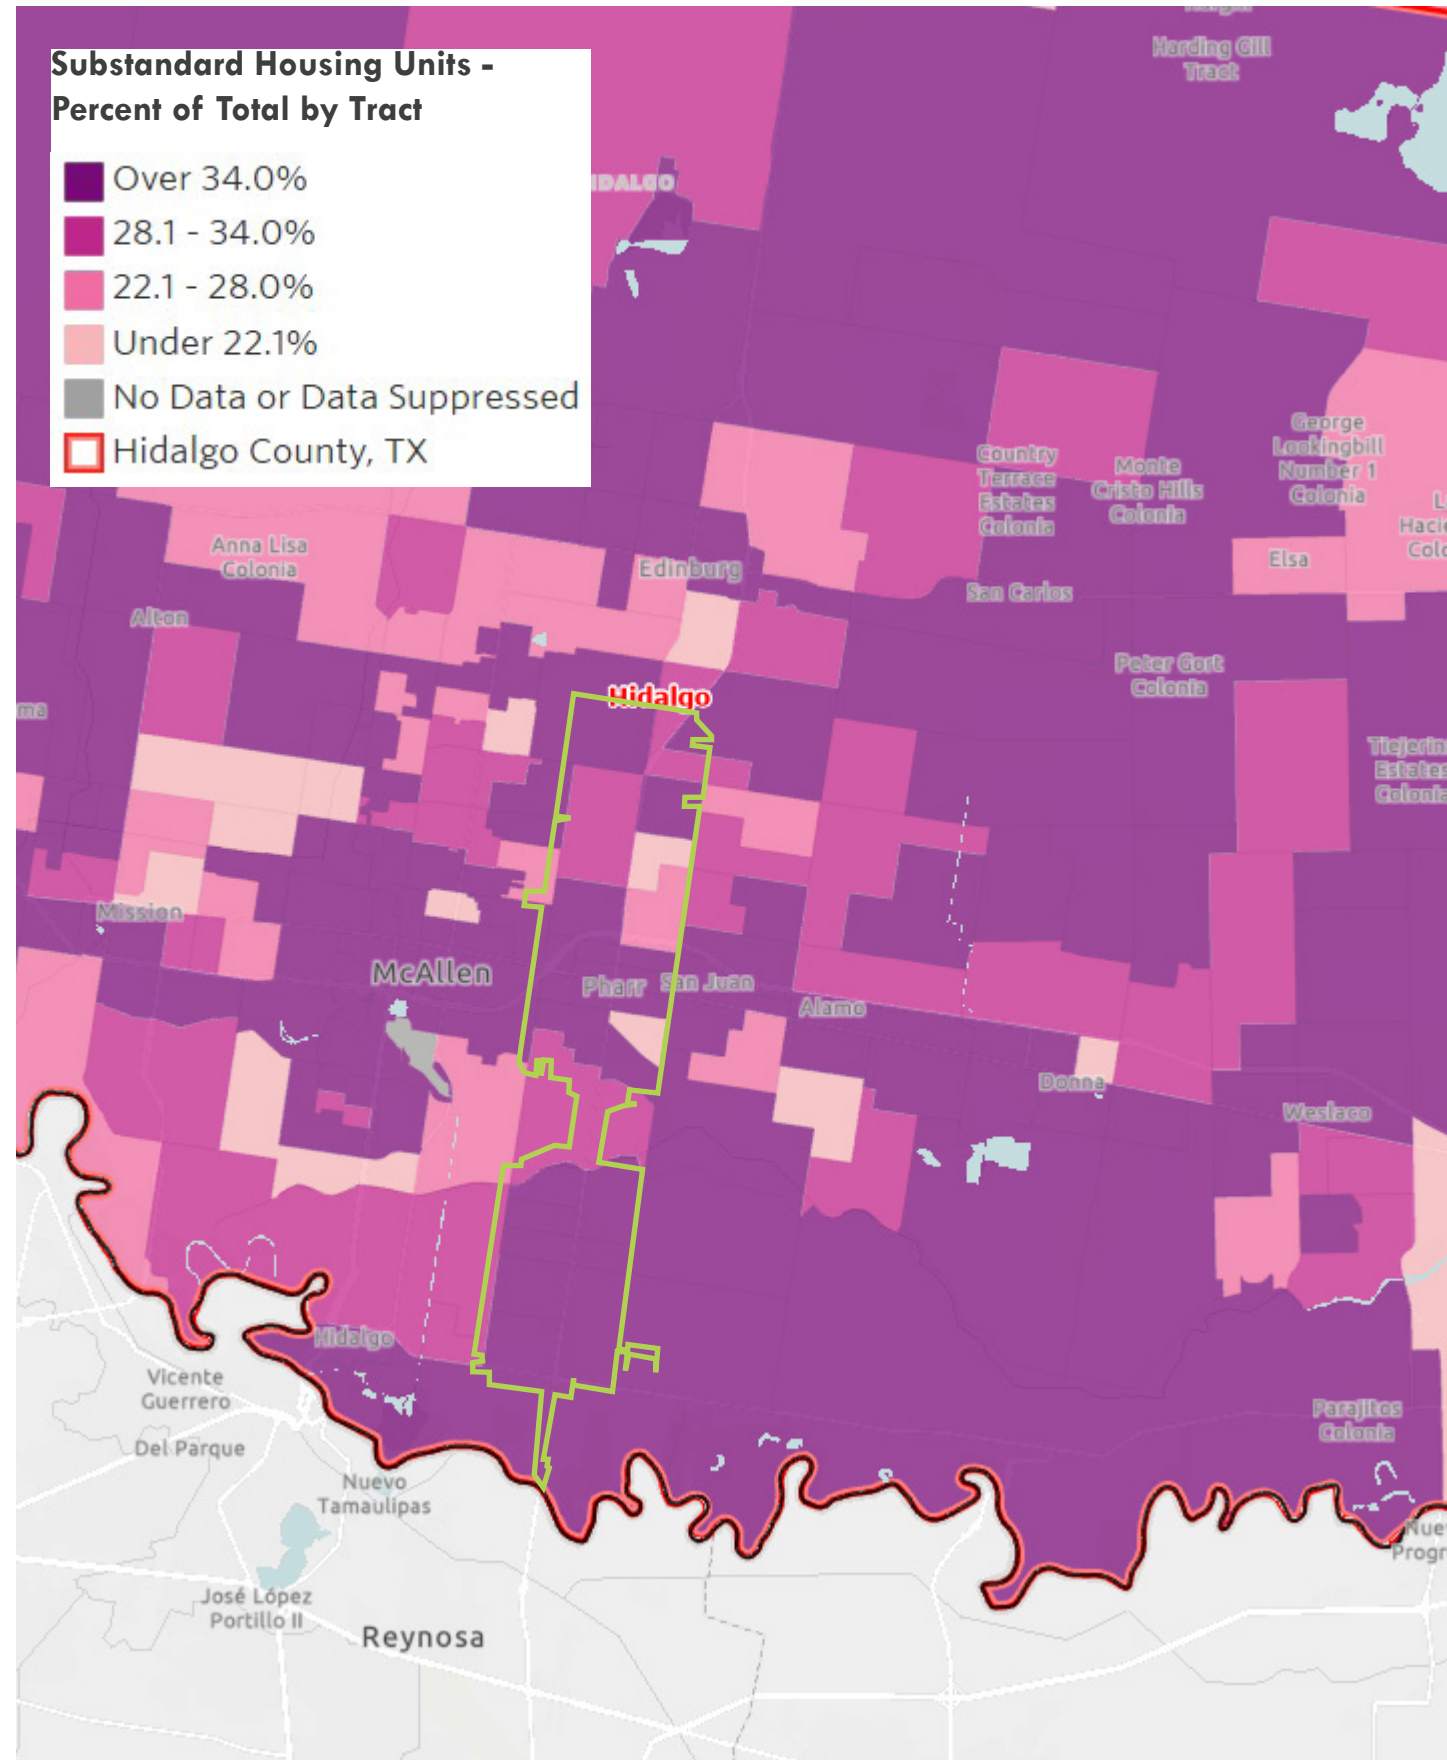 Substandard Housing Units -
Percent of Total by Tract
Over 34.0%
28.1 - 34.0%
22.1 - 28.0%
Under 22.1%
No Data or Data Suppressed
Hidalgo County, TX
Harding Gill
Tract
George
Lookingbill
Number 1
Colonia
Country
Terrace
Estates
Colonia
Monte
Cristo Hills
Colonia
Anna Lisa
Colonia
Edinburg
Elsa
San Carlos
Alton
Peter Gort
Colonia
Hidalgo
Estates
Colonia
Mission
McAllen
Pharr
San Juan
Alamo
Donna
Weslaco
Hidalgo
Vicente
Guerrero
Del Parque
Nuevo
Tamaulipas
Parajitos
Colonia
José López
Portillo II
Reynosa